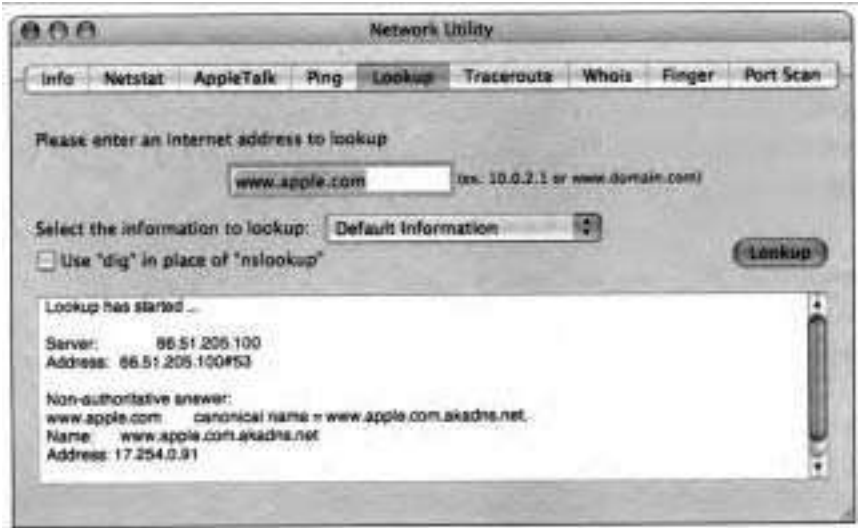 Network Utility
Info Netstat AppleTalk Ping Lookup Traceroute Whois Finger Port Scan
Please enter an internet address to lookup
www.apple.com (ex. 10.0.2.1 or www.domain.com)
Select the information to lookup: Default Information
Use "dig" in place of "nslookup"
Lookup
Lookup has started ...
Server: 66.51.205.100
Address: 66.51.205.100#53
Non-authoritative answer:
www.apple.com canonical name = www.apple.com.akadns.net.
Name: www.apple.com.akadns.net
Address: 17.254.0.91